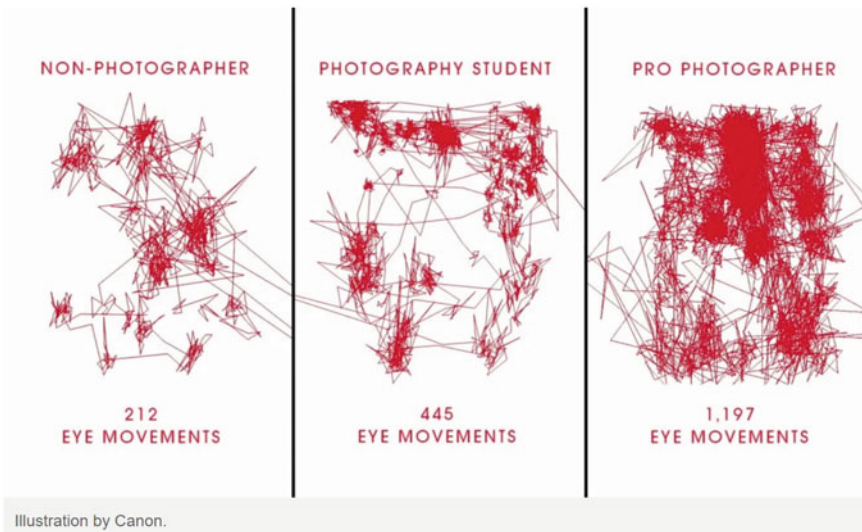 NON-PHOTOGRAPHER
212
EYE MOVEMENTS
PHOTOGRAPHY STUDENT
445
EYE MOVEMENTS
PRO PHOTOGRAPHER
1,197
EYE MOVEMENTS
Illustration by Canon.